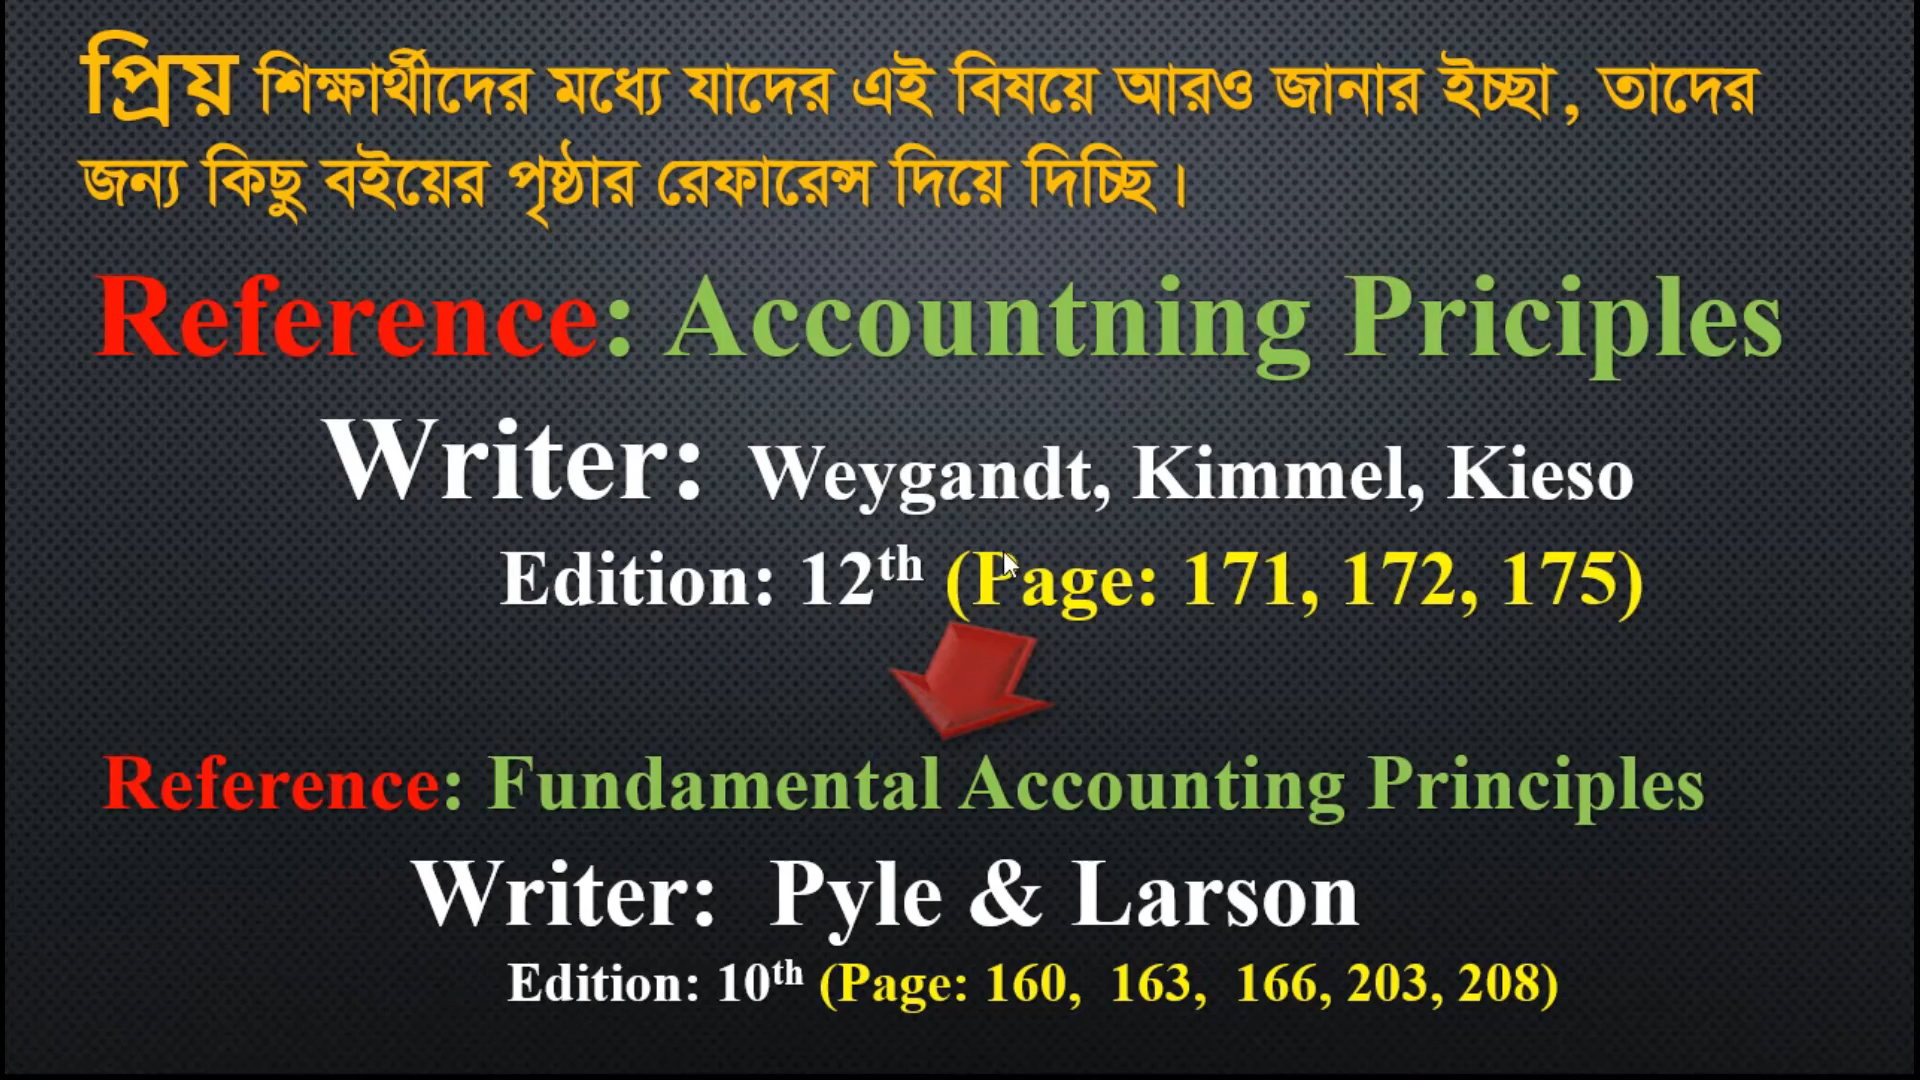 প্রিয় শিক্ষার্থীদের মধ্যে যাদের এই বিষয়ে আরও জানার ইচ্ছা, তাদের
জন্য কিছু বইয়ের পৃষ্ঠার রেফারেন্স দিয়ে দিচ্ছি।
Reference: Accountning Priciples
Writer: Weygandt, Kimmel, Kieso
Edition: 12th (Page: 171, 172, 175)
Reference: Fundamental Accounting Principles
Writer: Pyle & Larson
Edition: 10th (Page: 160, 163, 166, 203, 208)